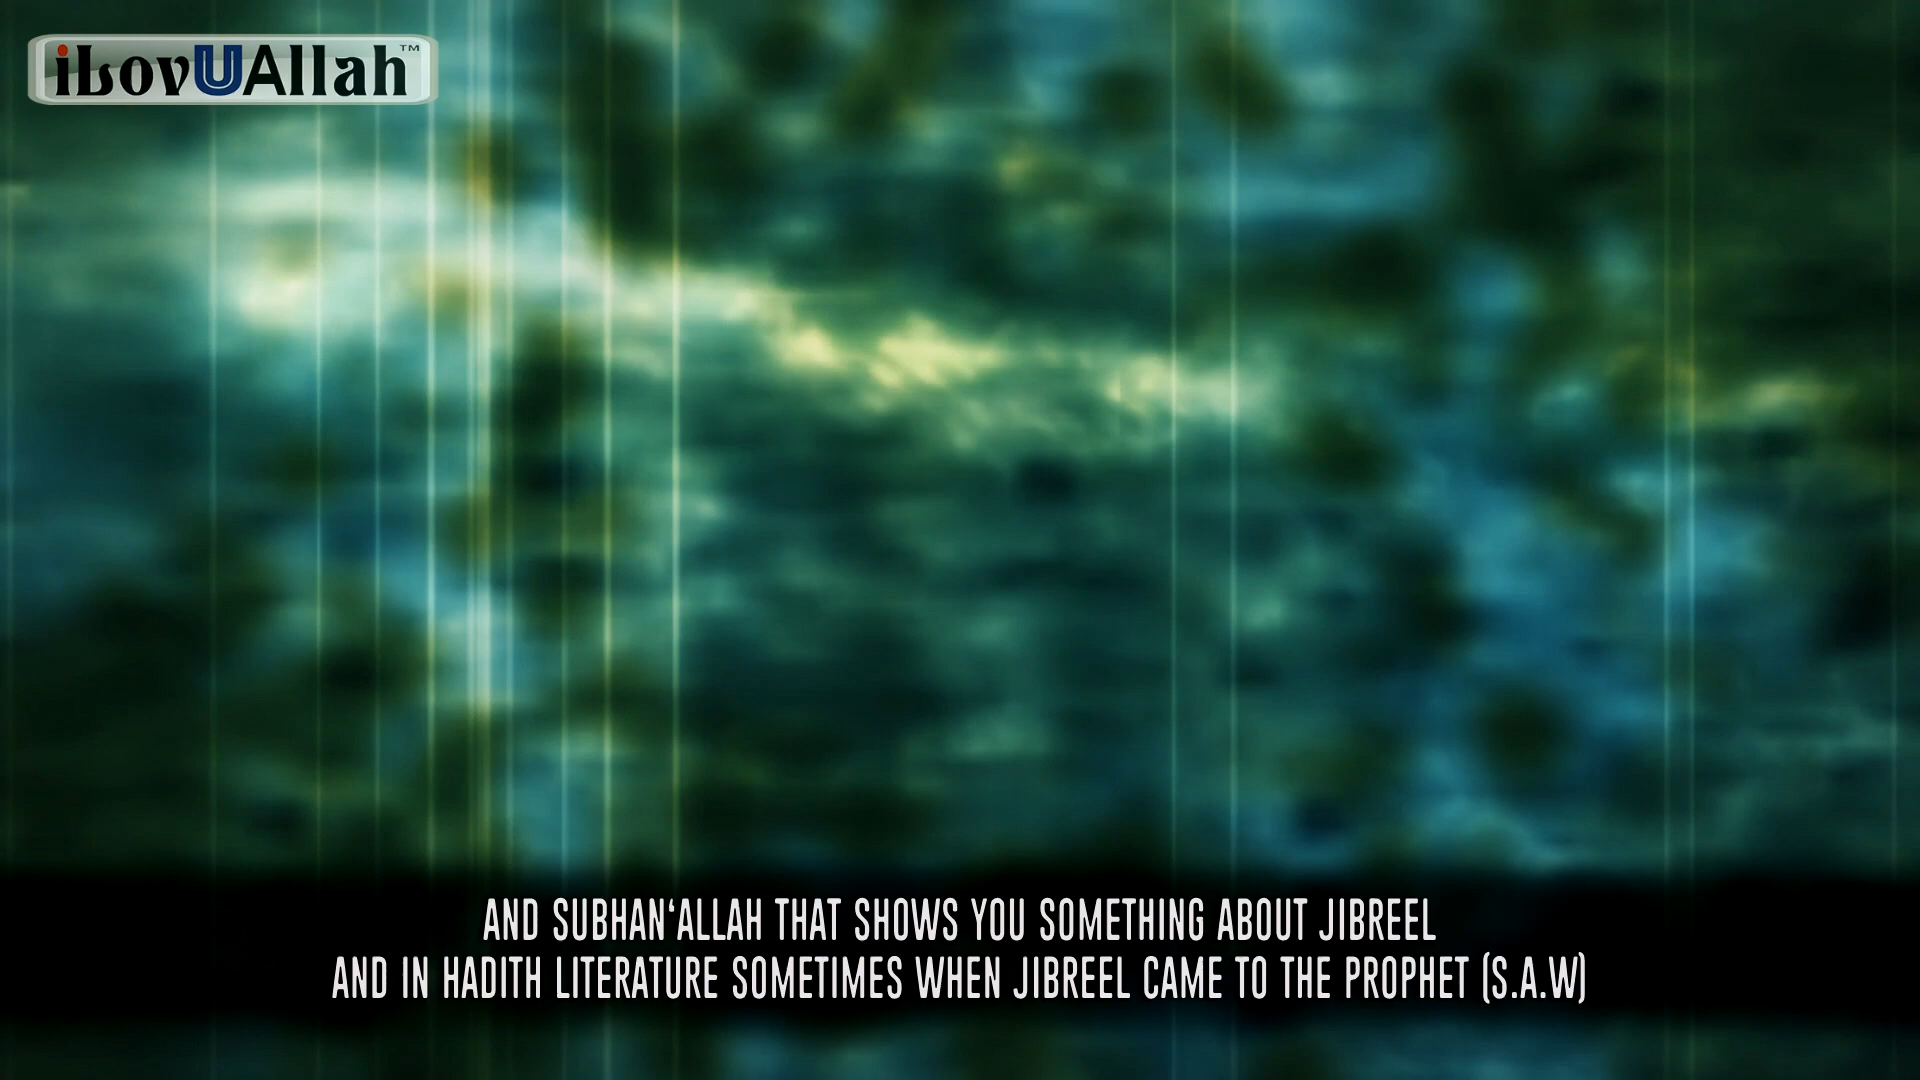 iLovUAllah™
AND SUBHAN‘ALLAH THAT SHOWS YOU SOMETHING ABOUT JIBREEL
AND IN HADITH LITERATURE SOMETIMES WHEN JIBREEL CAME TO THE PROPHET (S.A.W)